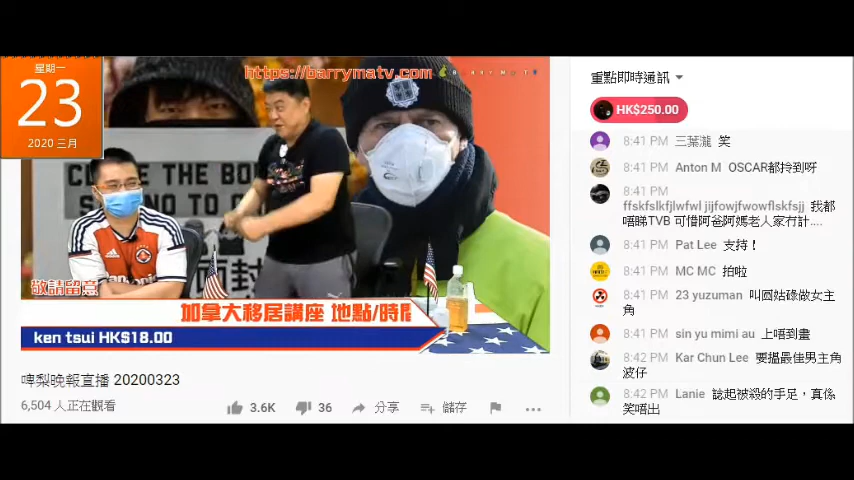 星期一
23
2020 三月
https://barrymatv.com
CLOSE THE BO
敬請留意
加拿大移居講座 地點/時
ken tsui HK$18.00
啤梨晚報直播 20200323
6,504 人正在觀看
3.6K
36
分享
儲存
重點即時通訊
HK$250.00
8:41 PM 三葉瀧 笑
8:41 PM Anton M OSCAR都拎到呀
8:41 PM
ffskfslkfjlwfwl jijfowjfwowflskfsjj 我都
唔睇TVB 可惜阿爸阿媽老人家冇計....
8:41 PM Pat Lee 支持！
8:41 PM MC MC 拍啦
8:41 PM 23 yuzuman 叫圓姑碌做女主
角
8:41 PM sin yu mimi au 上唔到畫
8:42 PM Kar Chun Lee 要搵最佳男主角
波仔
8:42 PM Lanie 諗起被殺的手足，真係
笑唔出